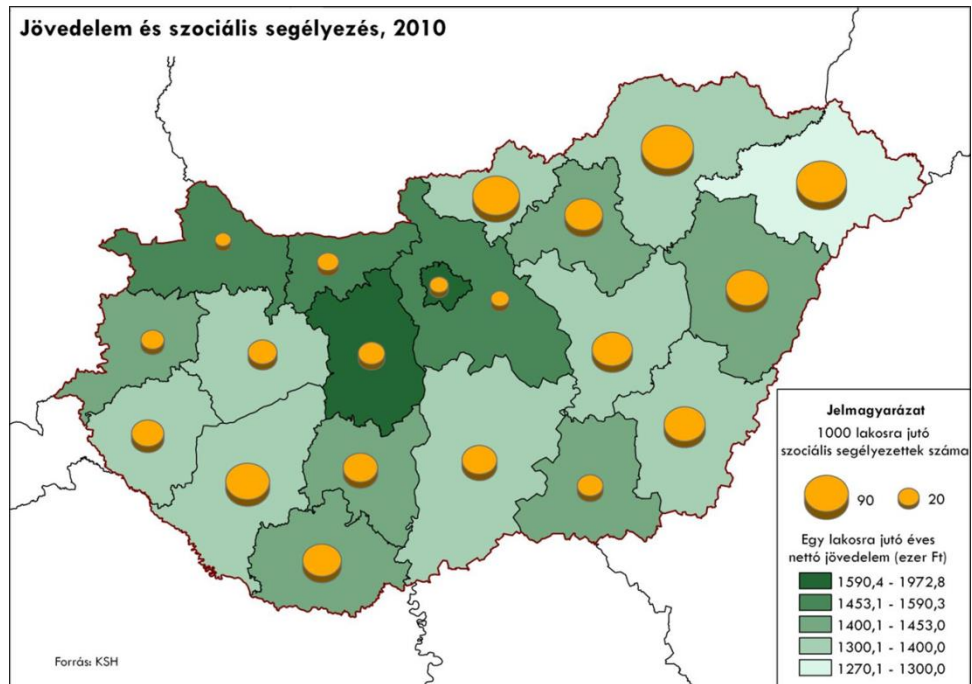 Jövedelem és szociális segélyezés, 2010
Jelmagyarázat
1000 lakosra jutó
szociális segélyezettek száma
90 20
Egy lakosra jutó éves
nettó jövedelem (ezer Ft)
1590,4 - 1972,8
1453,1 - 1590,3
1400,1 - 1453,0
1300,1 - 1400,0
1270,1 - 1300,0
Forrás: KSH